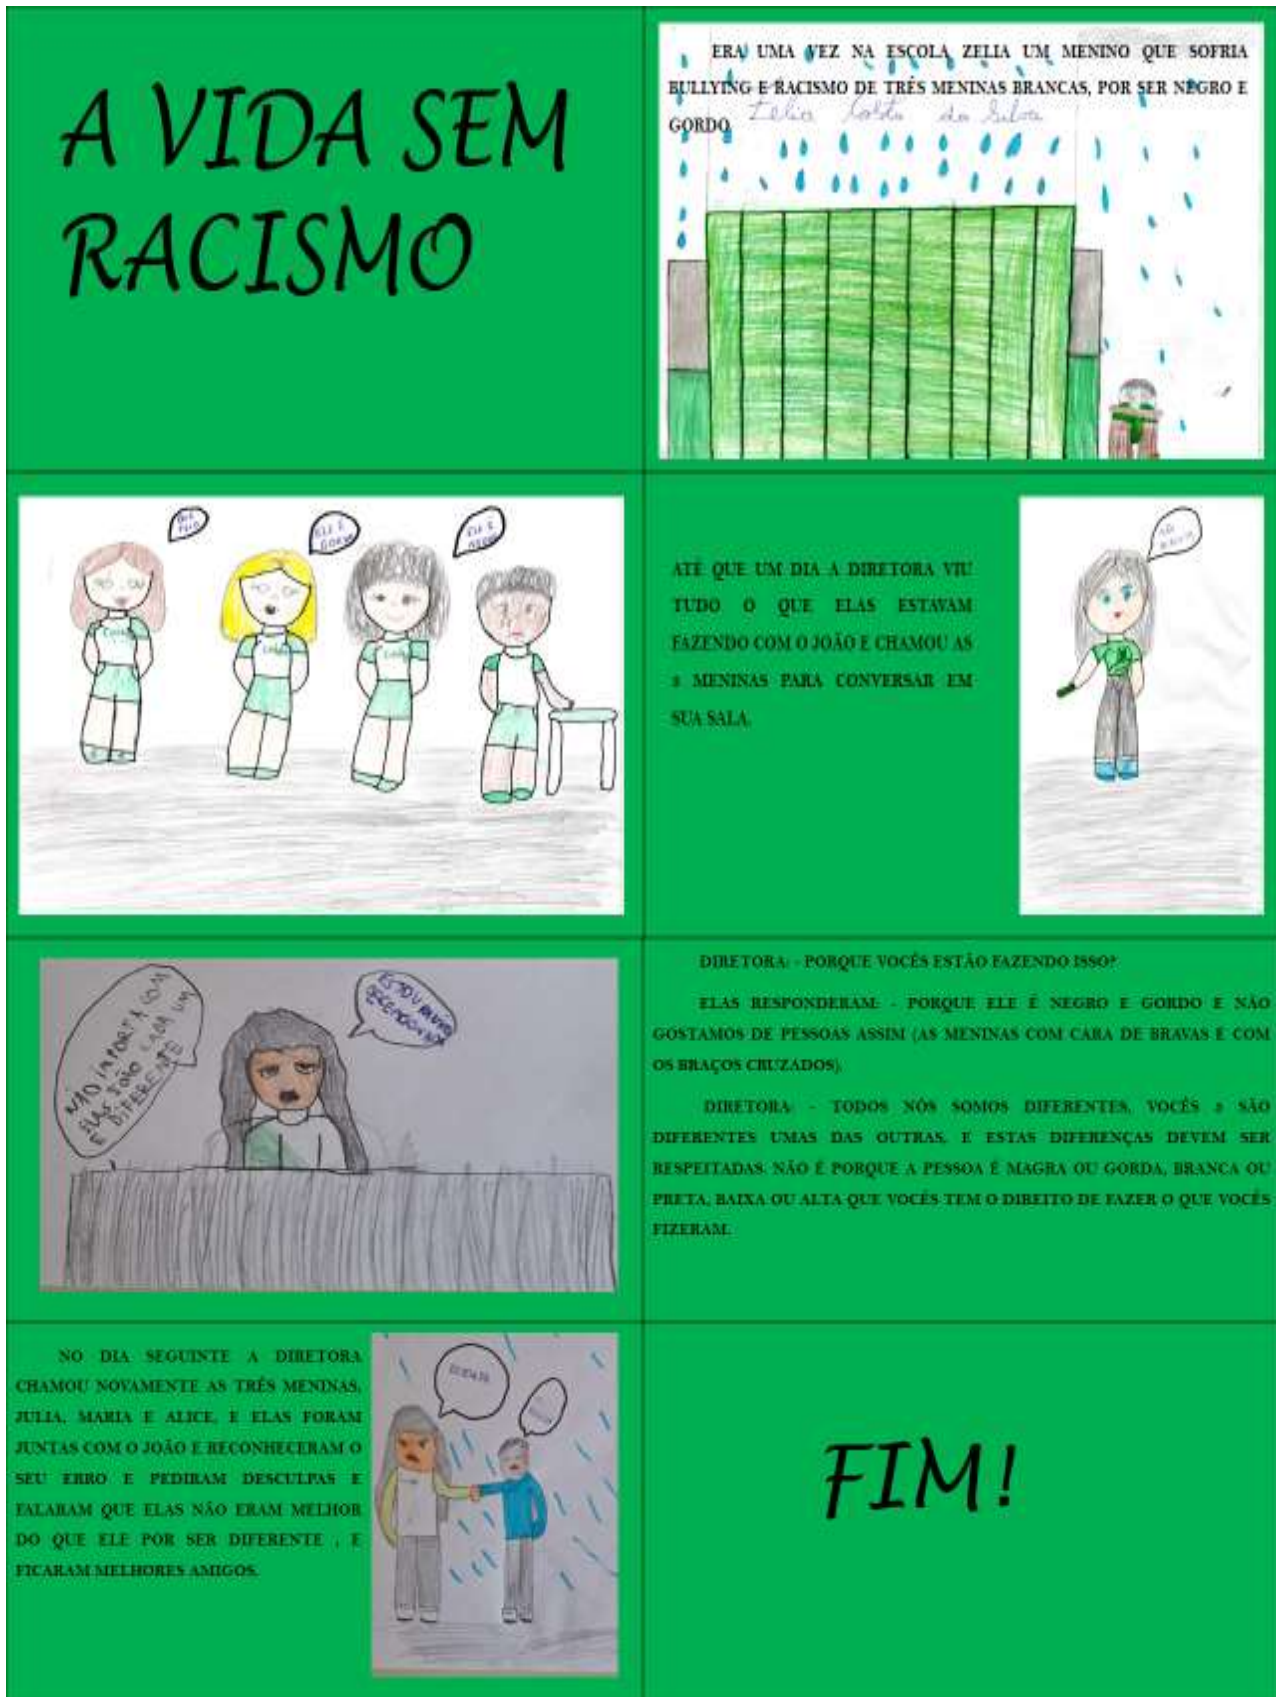 A VIDA SEM
RACISMO
ERA UMA VEZ NA ESCOLA ZELIA UM MENINO QUE SOFRIA
BULLYING E RACISMO DE TRÊS MENINAS BRANCAS, POR SER NEGRO E
GORDO.
Zelia da Silva
ELE É
GORDO
ELE É
ATÉ QUE UM DIA A DIRETORA VIU
TUDO O QUE ELAS ESTAVAM
FAZENDO COM O JOÃO E CHAMOU AS
3 MENINAS PARA CONVERSAR EM
SUA SALA.
NÃO IMPORTA COM
ELAS SÃO CADA UM
E DIFERENTE
ESTOU
DIRETORA: - PORQUE VOCÊS ESTÃO FAZENDO ISSO?
ELAS RESPONDERAM: - PORQUE ELE É NEGRO E GORDO E NÃO
GOSTAMOS DE PESSOAS ASSIM (AS MENINAS COM CARA DE BRAVAS E COM
OS BRAÇOS CRUZADOS).
DIRETORA: - TODOS NÓS SOMOS DIFERENTES, VOCÊS 3 SÃO
DIFERENTES UMAS DAS OUTRAS, E ESTAS DIFERENÇAS DEVEM SER
RESPEITADAS. NÃO É PORQUE A PESSOA É MAGRA OU GORDA, BRANCA OU
PRETA, BAIXA OU ALTA QUE VOCÊS TEM O DIREITO DE FAZER O QUE VOCÊS
FIZERAM.
NO DIA SEGUINTE A DIRETORA
CHAMOU NOVAMENTE AS TRÊS MENINAS,
JULIA, MARIA E ALICE, E ELAS FORAM
JUNTAS COM O JOÃO E RECONHECERAM O
SEU ERRO E PEDIRAM DESCULPAS E
FALARAM QUE ELAS NÃO ERAM MELHOR
DO QUE ELE POR SER DIFERENTE , E
FICARAM MELHORES AMIGOS.
FIM!